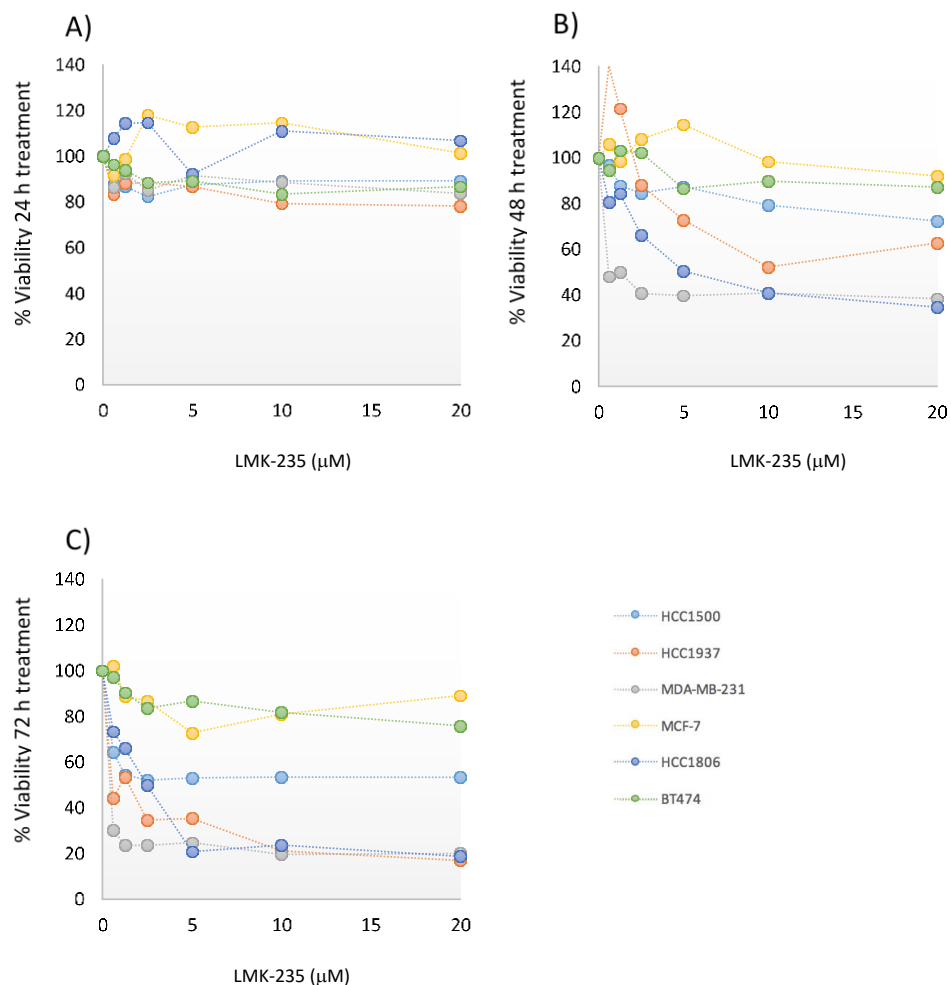 A)
% Viability 24 h treatment
140
120
100
80
60
40
20
0
0 5 10 15 20
LMK-235 (μM)
B)
% Viability 48 h treatment
140
120
100
80
60
40
20
0
0 5 10 15 20
LMK-235 (μM)
C)
% Viability 72 h treatment
140
120
100
80
60
40
20
0
0 5 10 15 20
LMK-235 (μM)
HCC1500
HCC1937
MDA-MB-231
MCF-7
HCC1806
BT474